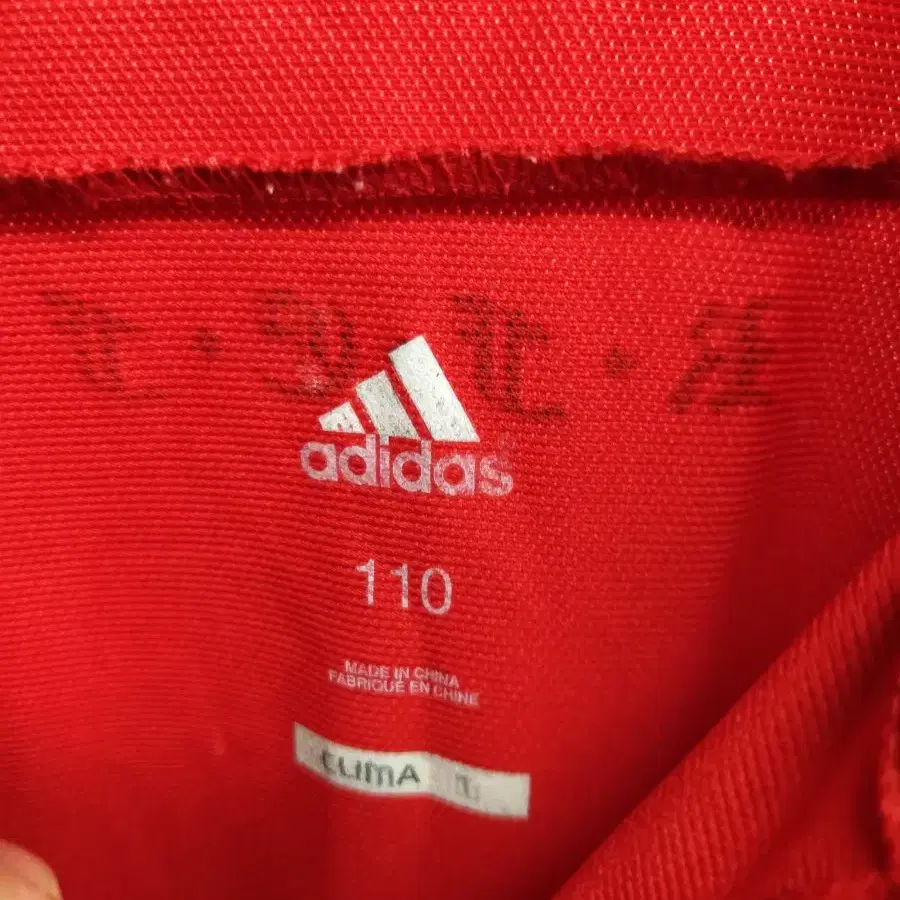 adidas
110
MADE IN CHINA
FABRIQUÉ EN CHINE
CLIMA